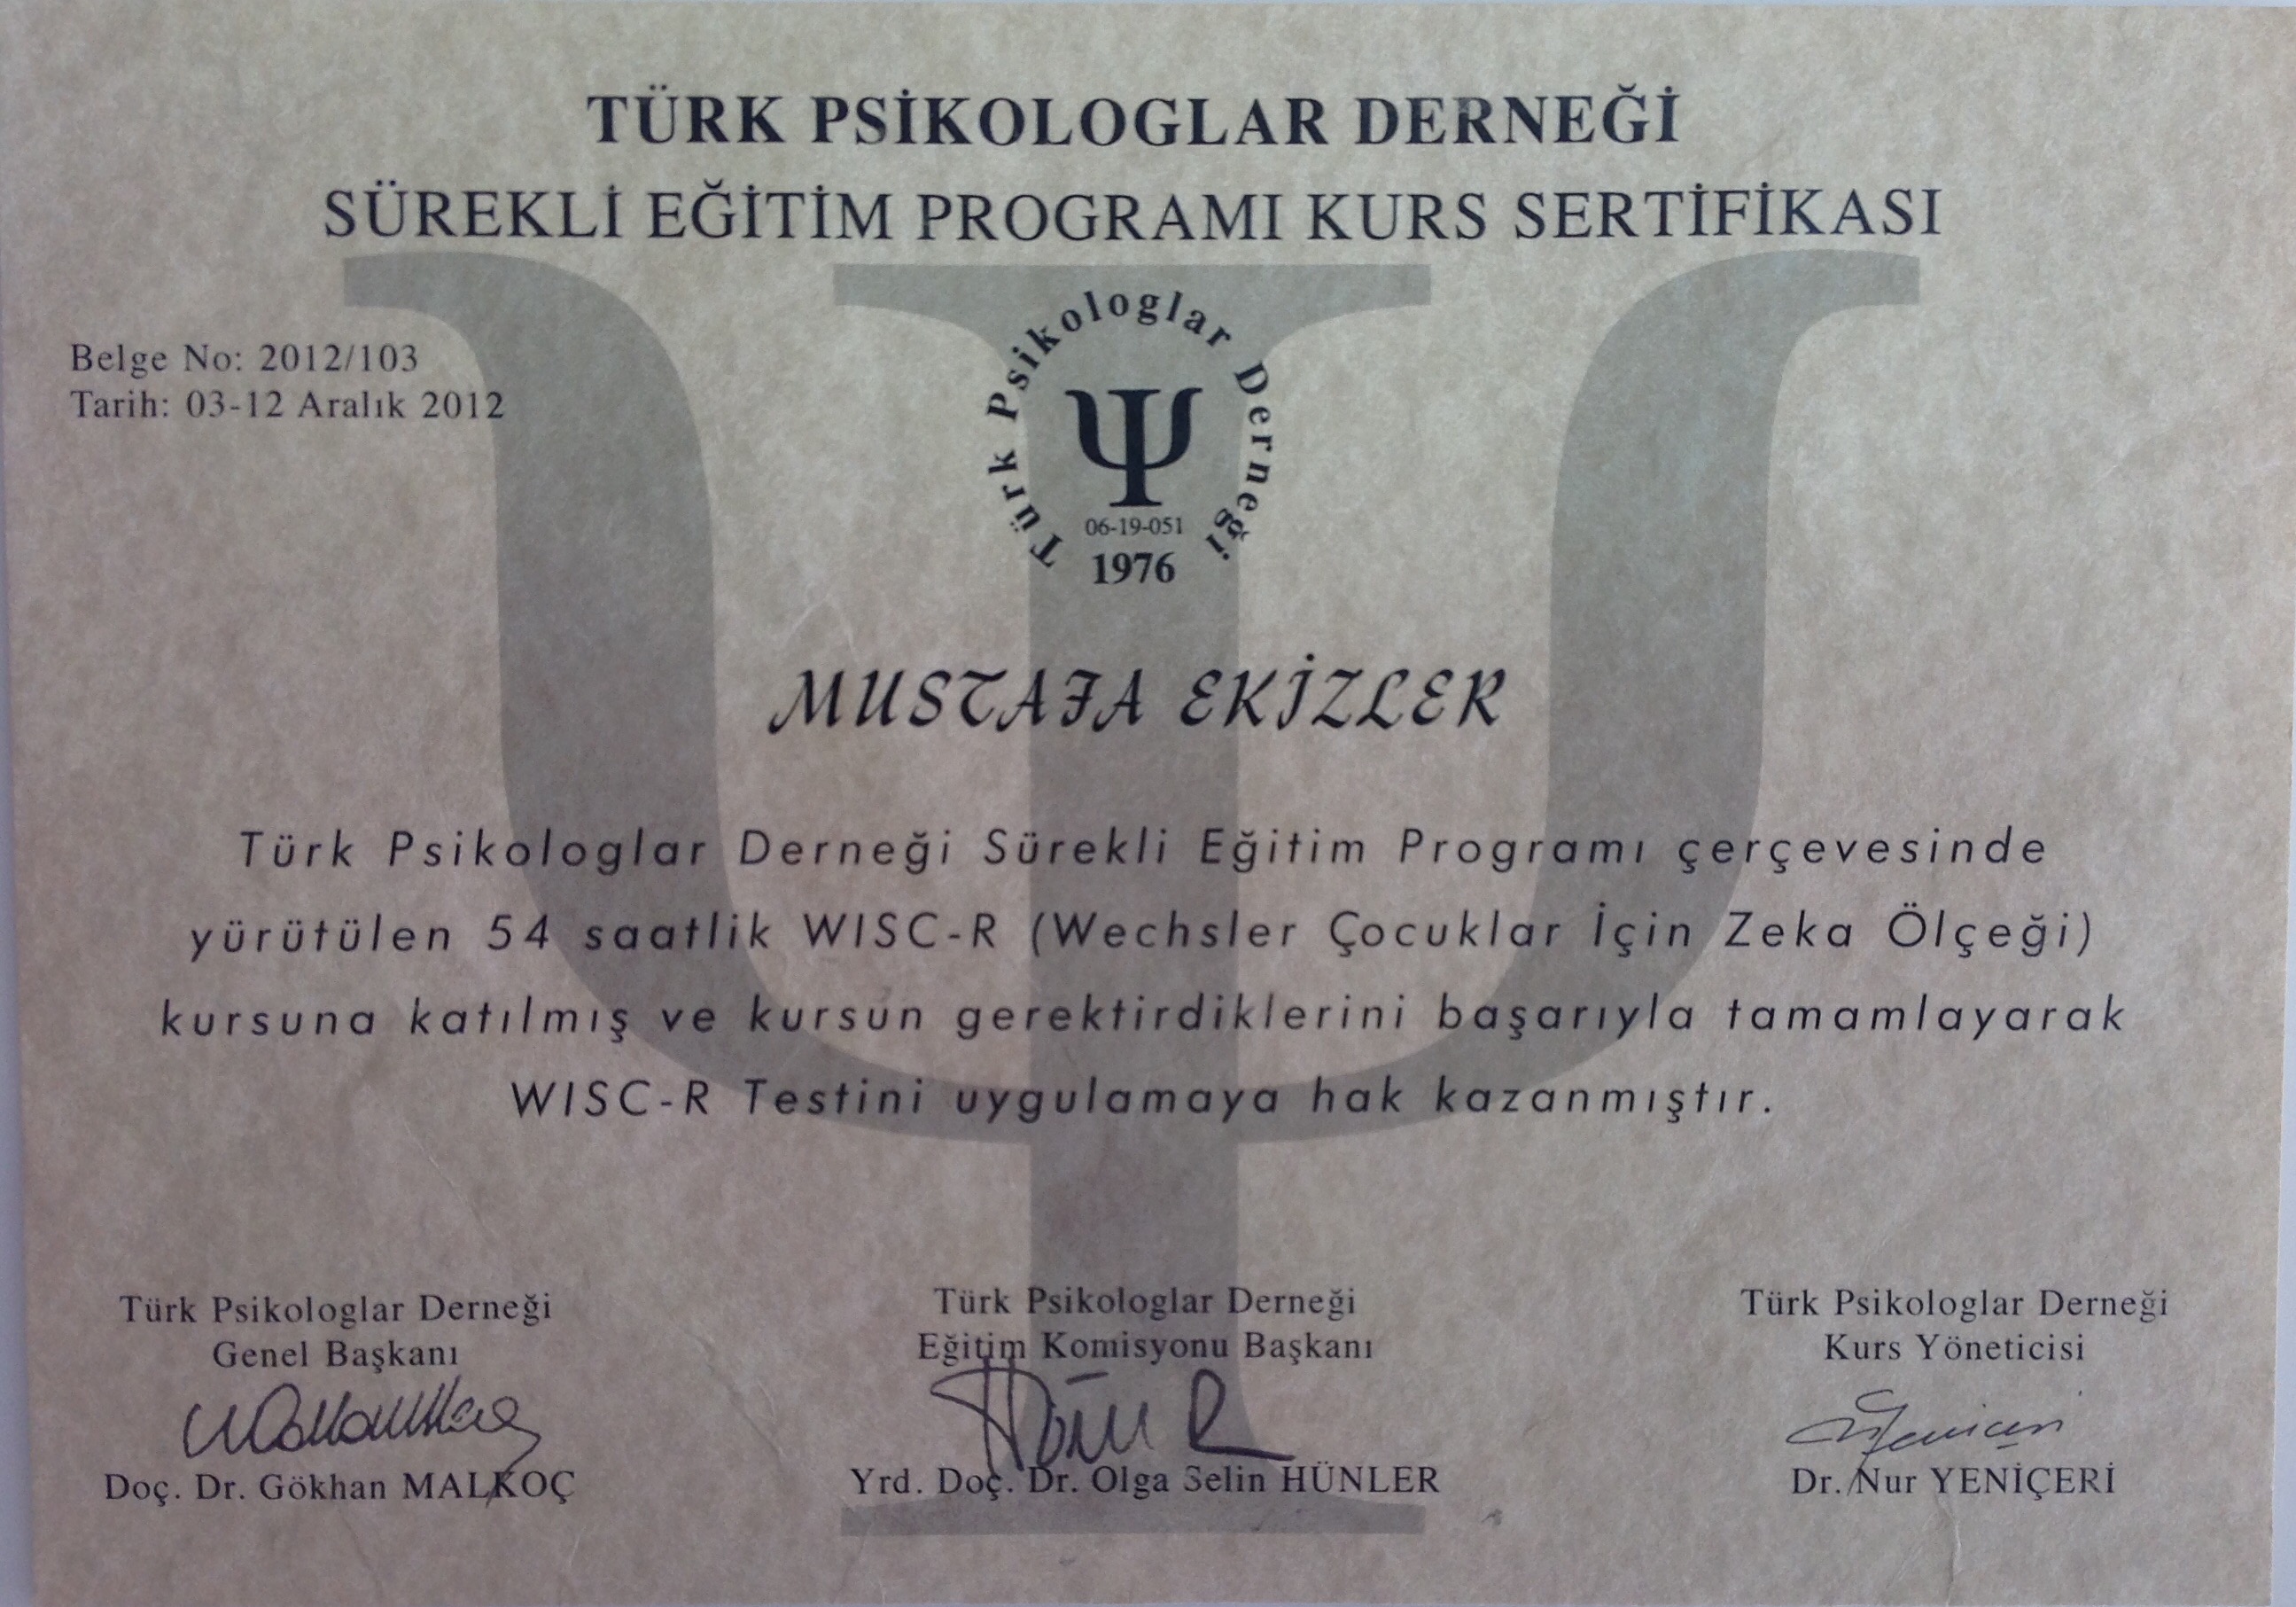 TÜRK PSİKOLOGLAR DERNEĞİ
SÜREKLİ EĞİTİM PROGRAMI KURS SERTİFİKASI
Belge No: 2012/103
Tarih: 03-12 Aralık 2012
Türk Psikologlar Derneği
Ψ
06-19-051
1976
MUSTAFA EKİZLER
Türk Psikologlar Derneği Sürekli Eğitim Programı çerçevesinde
yürütülen 54 saatlik WISC-R (Wechsler Çocuklar İçin Zeka Ölçeği)
kursuna katılmış ve kursun gerektirdiklerini başarıyla tamamlayarak
WISC-R Testini uygulamaya hak kazanmıştır.
Türk Psikologlar Derneği
Genel Başkanı
Doç. Dr. Gökhan MALKOÇ
Türk Psikologlar Derneği
Eğitim Komisyonu Başkanı
Yrd. Doç. Dr. Olga Selin HÜNLER
Türk Psikologlar Derneği
Kurs Yöneticisi
Dr. Nur YENİÇERİ